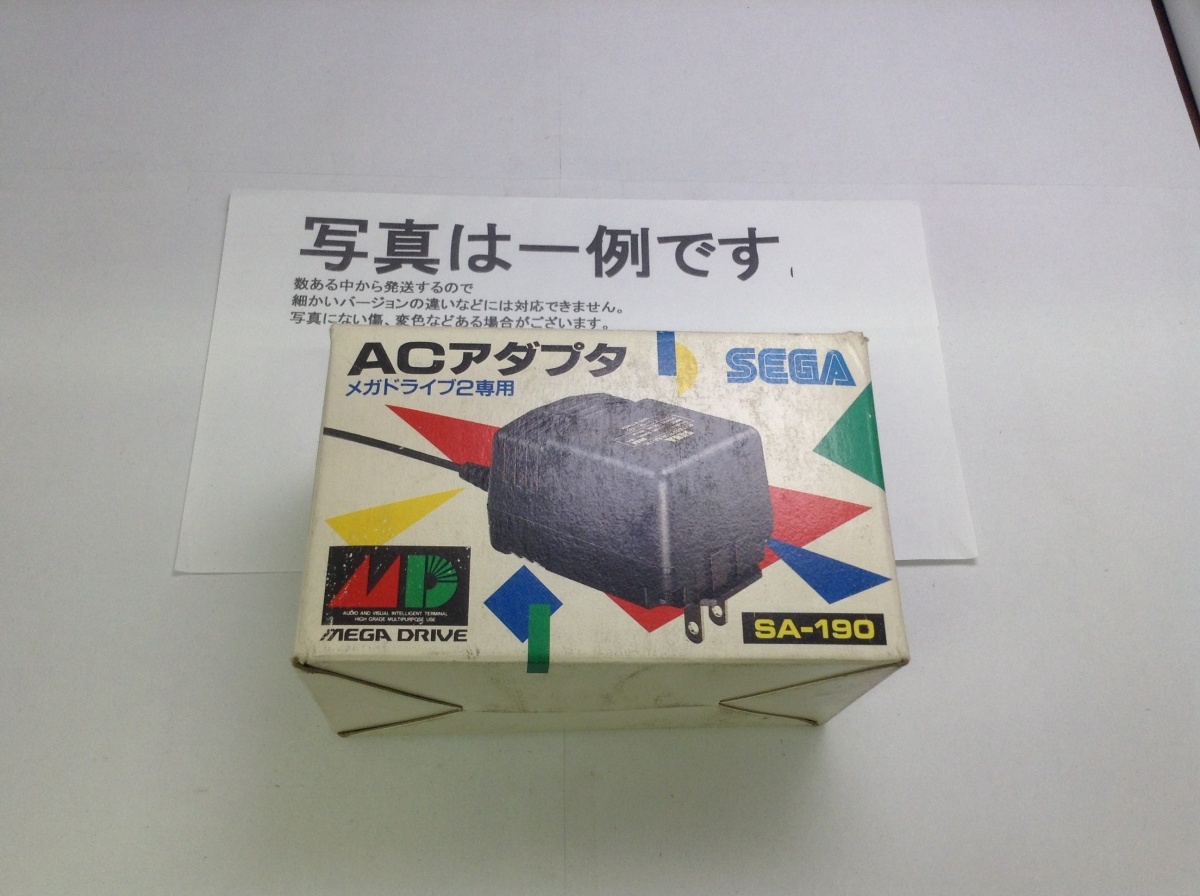 写真は一例です
数ある中から発送するので
細かいバージョンの違いなどには対応できません。
写真にない傷、変色などある場合がございます。
ACアダプタ
SEGA
メガドライブ2専用
MD
AUDIO AND VISUAL INTELLIGENT TERMINAL
HIGH GRADE MULTIPURPOSE USE
MEGA DRIVE
SA-190